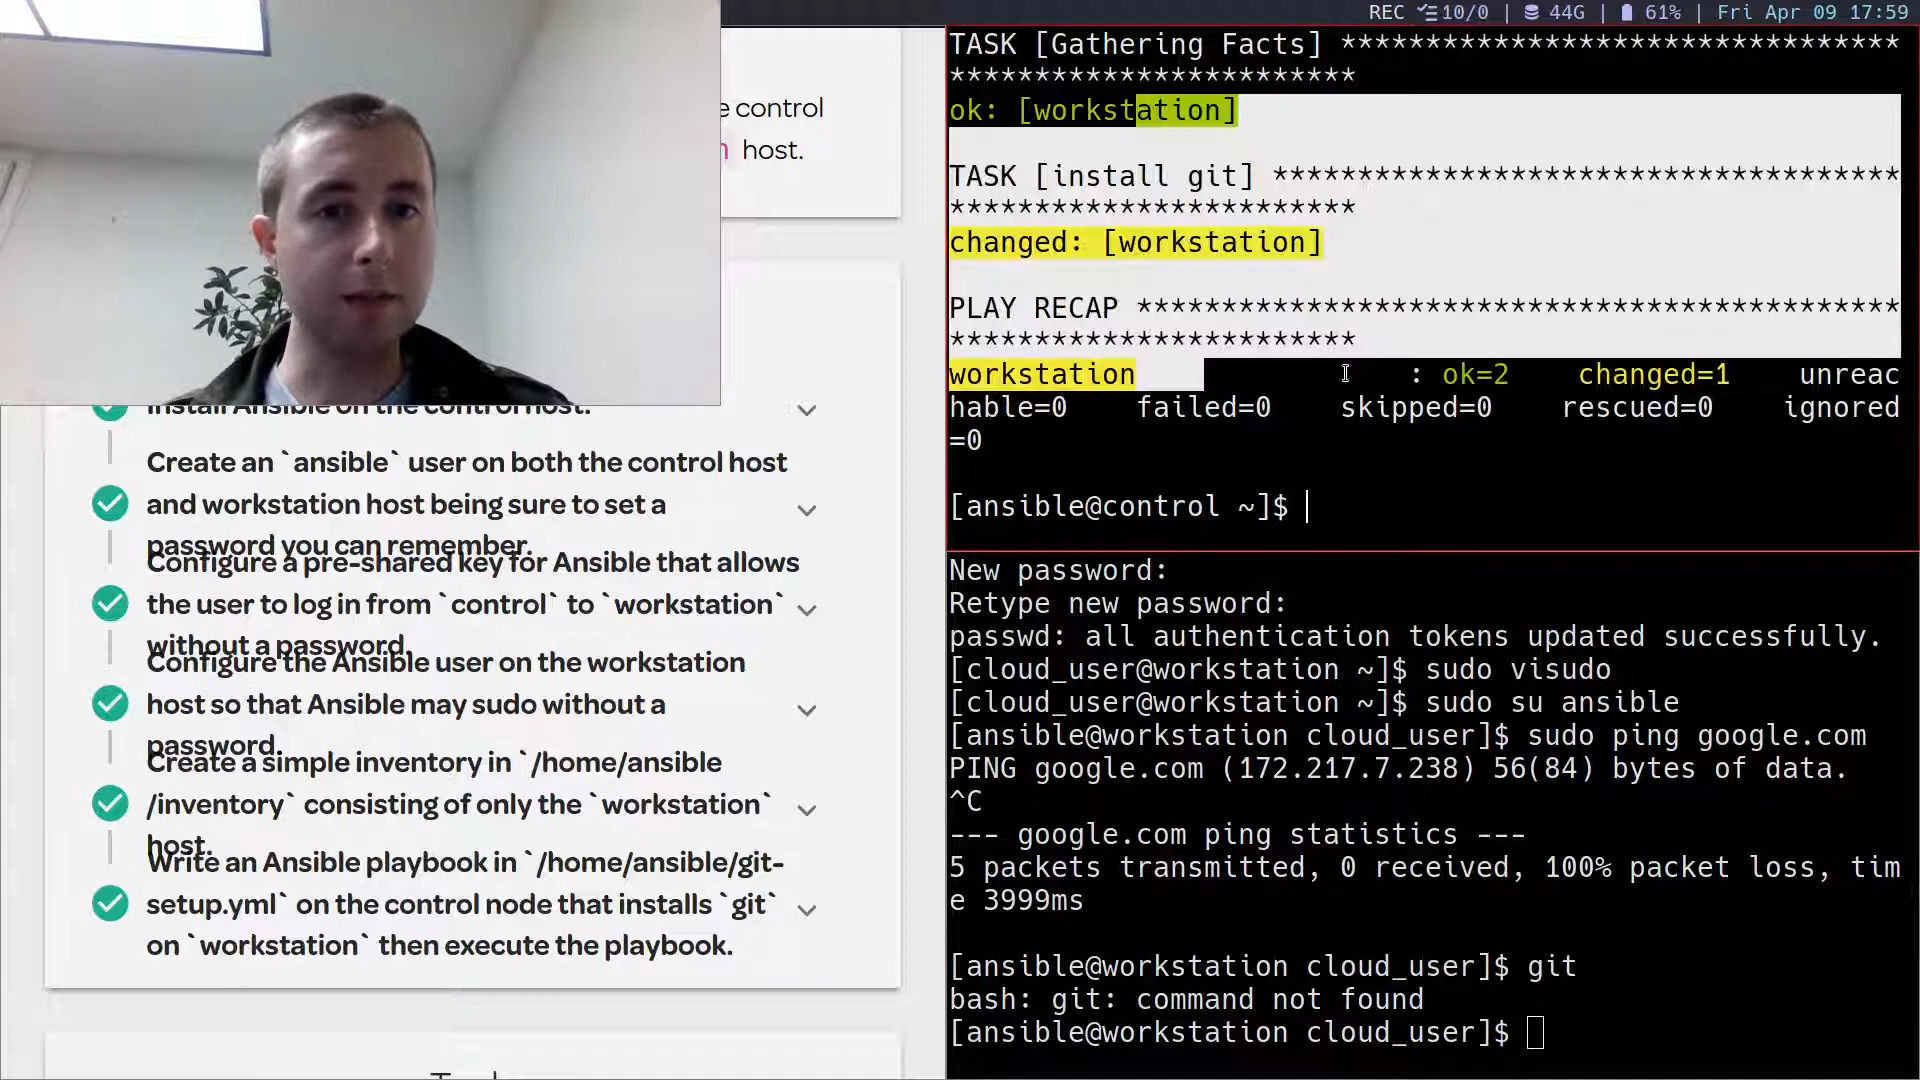 REC 10/0 | 44G | 61% | Fri Apr 09 17:59
e control
host.
Install Ansible on the control host.
Create an `ansible` user on both the control host
and workstation host being sure to set a
password you can remember.
Configure a pre-shared key for Ansible that allows
the user to log in from `control` to `workstation`
without a password.
Configure the Ansible user on the workstation
host so that Ansible may sudo without a
password.
Create a simple inventory in `/home/ansible
/inventory` consisting of only the `workstation`
host.
Write an Ansible playbook in `/home/ansible/git-
setup.yml` on the control node that installs `git`
on `workstation` then execute the playbook.
TASK [Gathering Facts] *********************************
************************
ok: [workstation]
TASK [install git] *************************************
************************
changed: [workstation]
PLAY RECAP *********************************************
************************
workstation : ok=2 changed=1 unreac
hable=0 failed=0 skipped=0 rescued=0 ignored
=0
[ansible@control ~]$
New password:
Retype new password:
passwd: all authentication tokens updated successfully.
[cloud_user@workstation ~]$ sudo visudo
[cloud_user@workstation ~]$ sudo su ansible
[ansible@workstation cloud_user]$ sudo ping google.com
PING google.com (172.217.7.238) 56(84) bytes of data.
^C
--- google.com ping statistics ---
5 packets transmitted, 0 received, 100% packet loss, tim
e 3999ms
[ansible@workstation cloud_user]$ git
bash: git: command not found
[ansible@workstation cloud_user]$